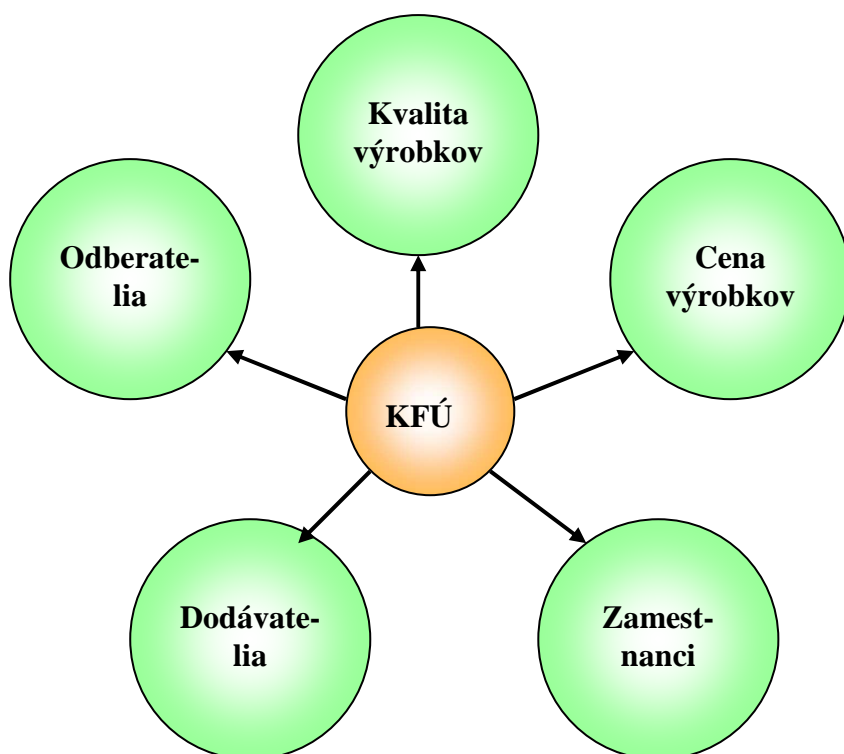 Kvalita
výrobkov
Odberate-
lia
Cena
výrobkov
KFÚ
Dodávate-
lia
Zamest-
nanci